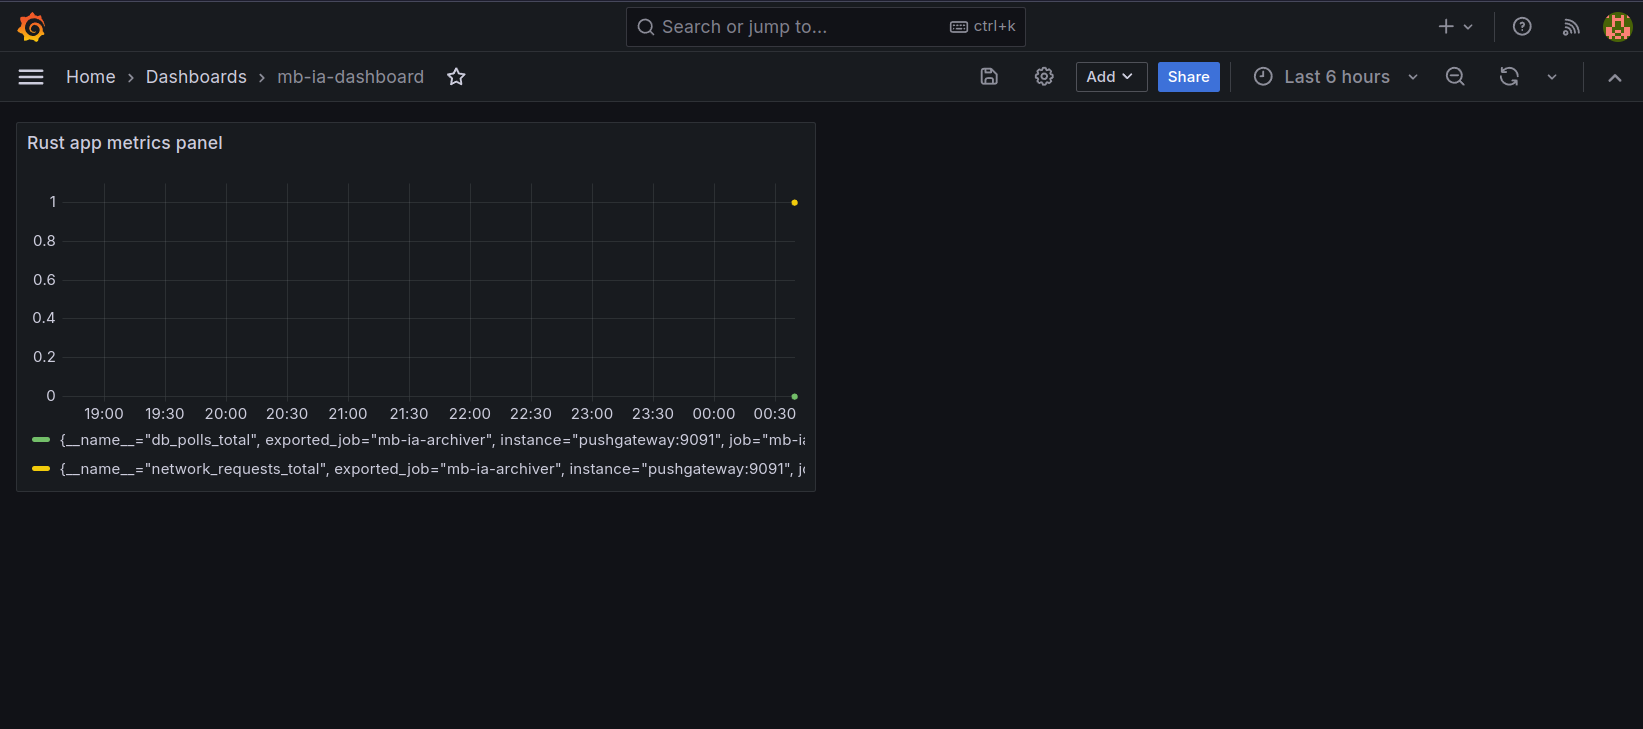 Search or jump to... ctrl+k
Home › Dashboards › mb-ia-dashboard Add Share Last 6 hours
Rust app metrics panel
1
0.8
0.6
0.4
0.2
0
19:00 19:30 20:00 20:30 21:00 21:30 22:00 22:30 23:00 23:30 00:00 00:30
{__name__="db_polls_total", exported_job="mb-ia-archiver", instance="pushgateway:9091", job="mb-ia
{__name__="network_requests_total", exported_job="mb-ia-archiver", instance="pushgateway:9091", jo